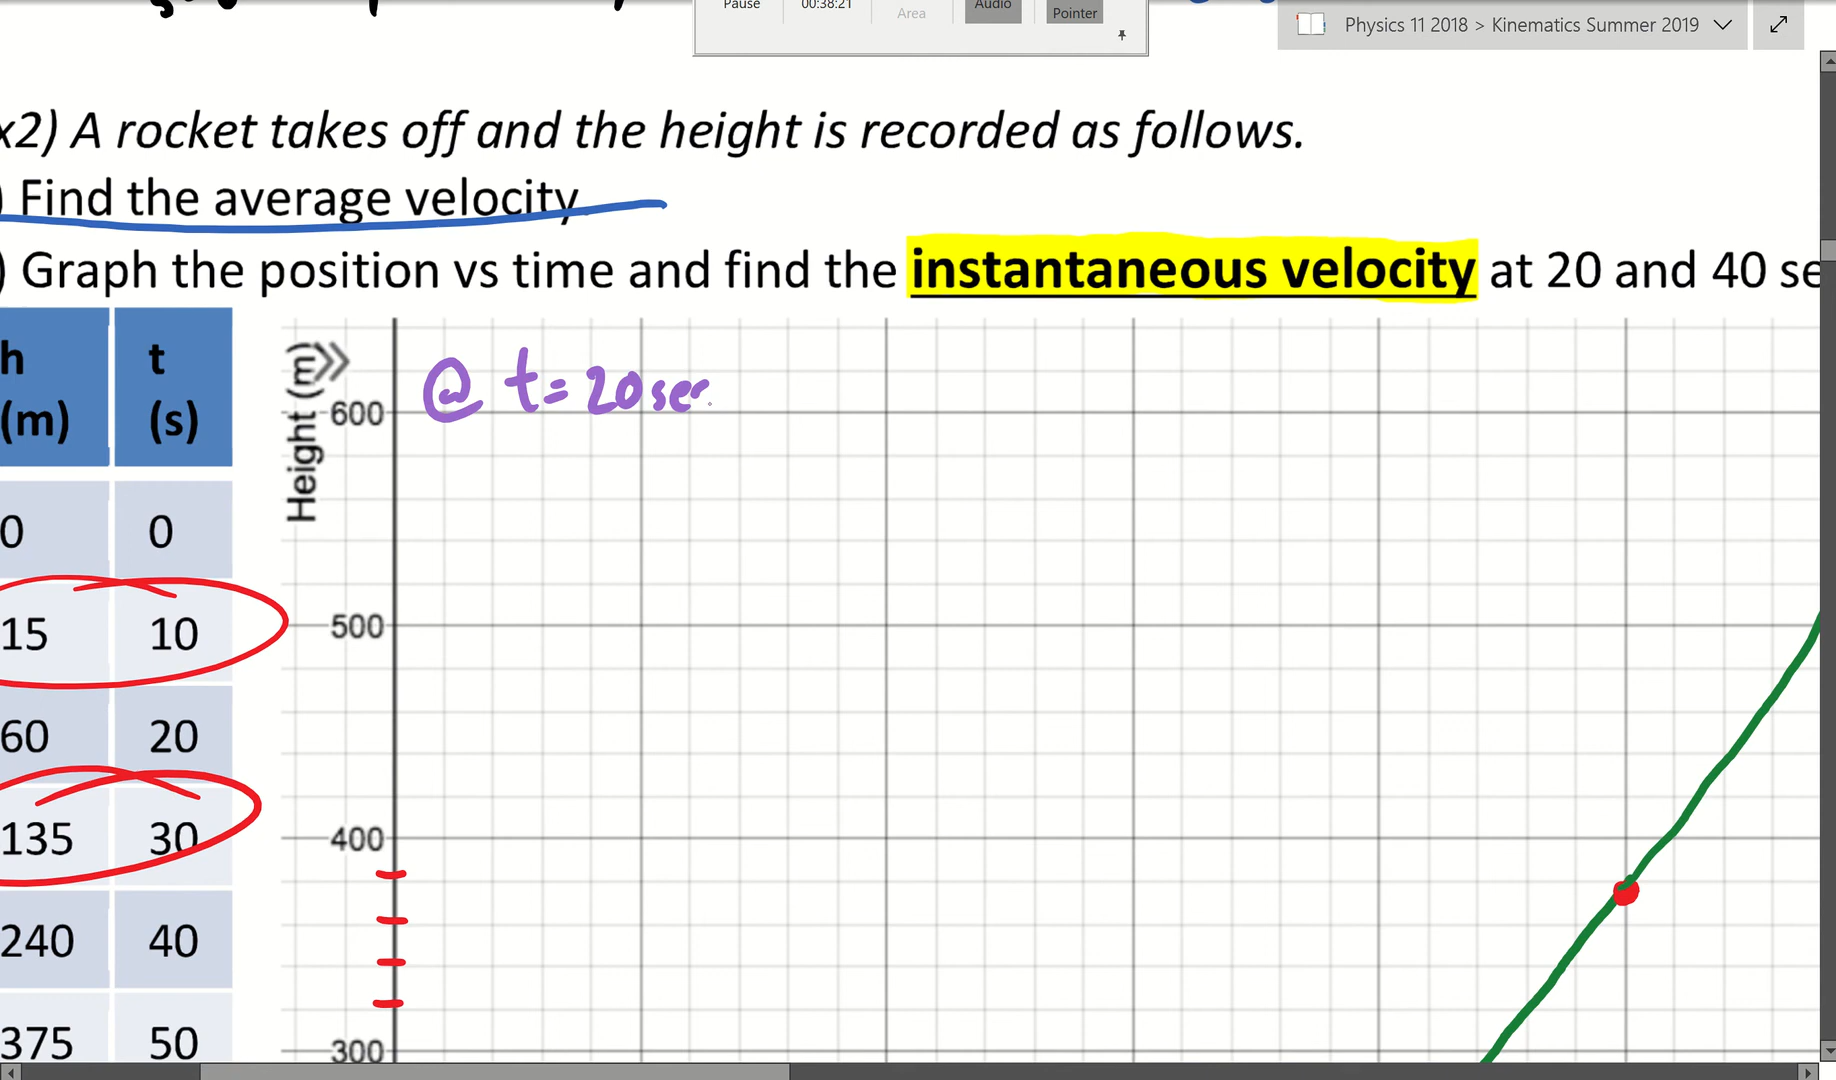 Pause 00:38:21 Area Audio Pointer
Physics 11 2018 > Kinematics Summer 2019
x2) A rocket takes off and the height is recorded as follows.
) Find the average velocity
) Graph the position vs time and find the instantaneous velocity at 20 and 40 se
h t
(m) (s)
0 0
15 10
60 20
135 30
240 40
375 50
Height (m)
@ t = 20 sec
600
500
400
300